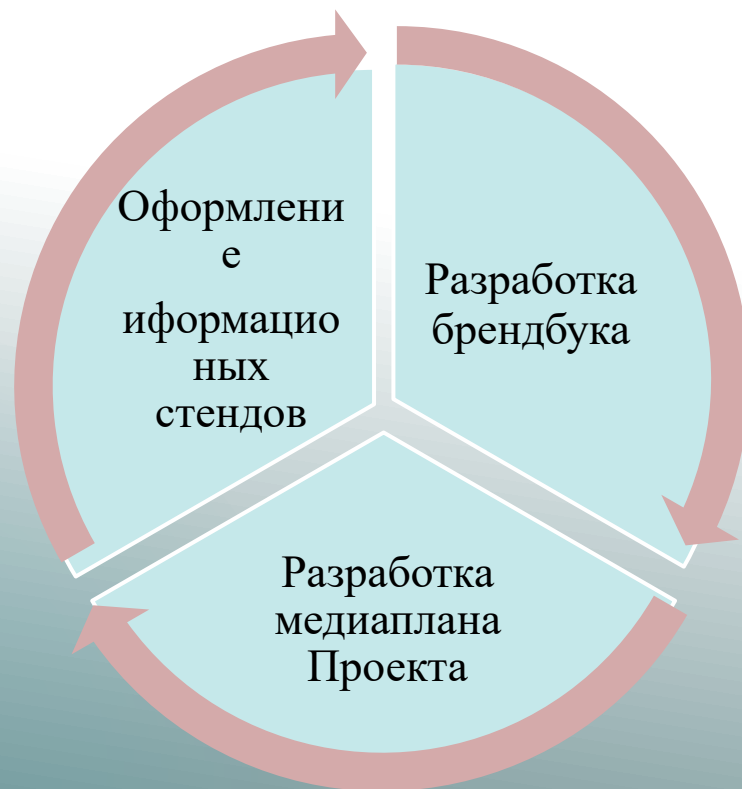 Оформлени
е
иформацио
ных
стендов
Разработка
брендбука
Разработка
медиаплана
Проекта